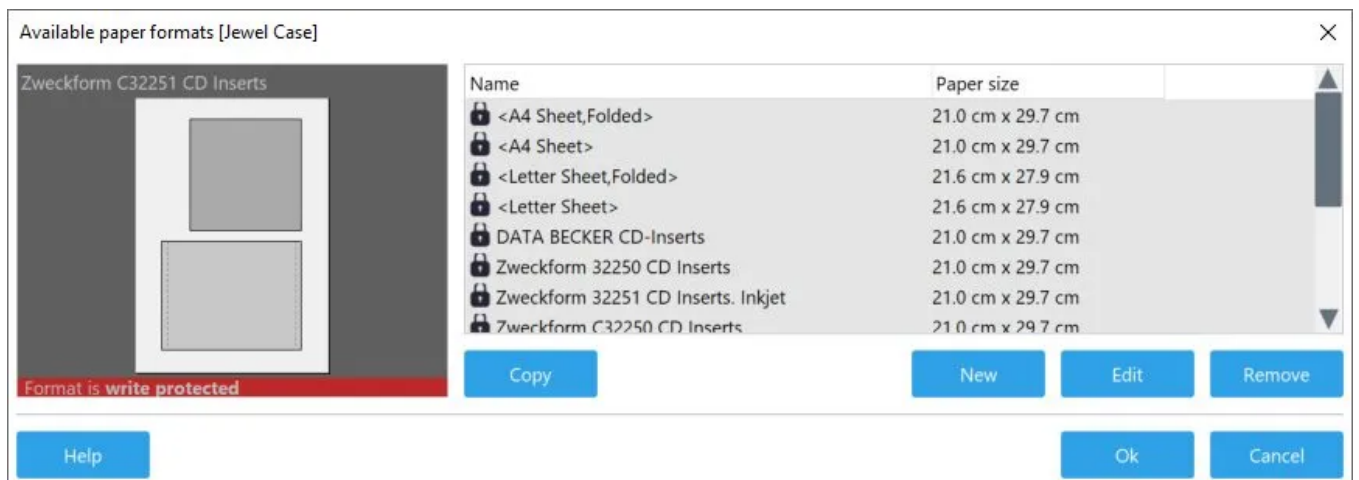 Available paper formats [Jewel Case]
Zweckform C32251 CD Inserts
Format is write protected
Name Paper size
<A4 Sheet,Folded> 21.0 cm x 29.7 cm
<A4 Sheet> 21.0 cm x 29.7 cm
<Letter Sheet,Folded> 21.6 cm x 27.9 cm
<Letter Sheet> 21.6 cm x 27.9 cm
DATA BECKER CD-Inserts 21.0 cm x 29.7 cm
Zweckform 32250 CD Inserts 21.0 cm x 29.7 cm
Zweckform 32251 CD Inserts. Inkjet 21.0 cm x 29.7 cm
Zweckform C32250 CD Inserts 21.0 cm x 29.7 cm
Copy New Edit Remove
Help Ok Cancel